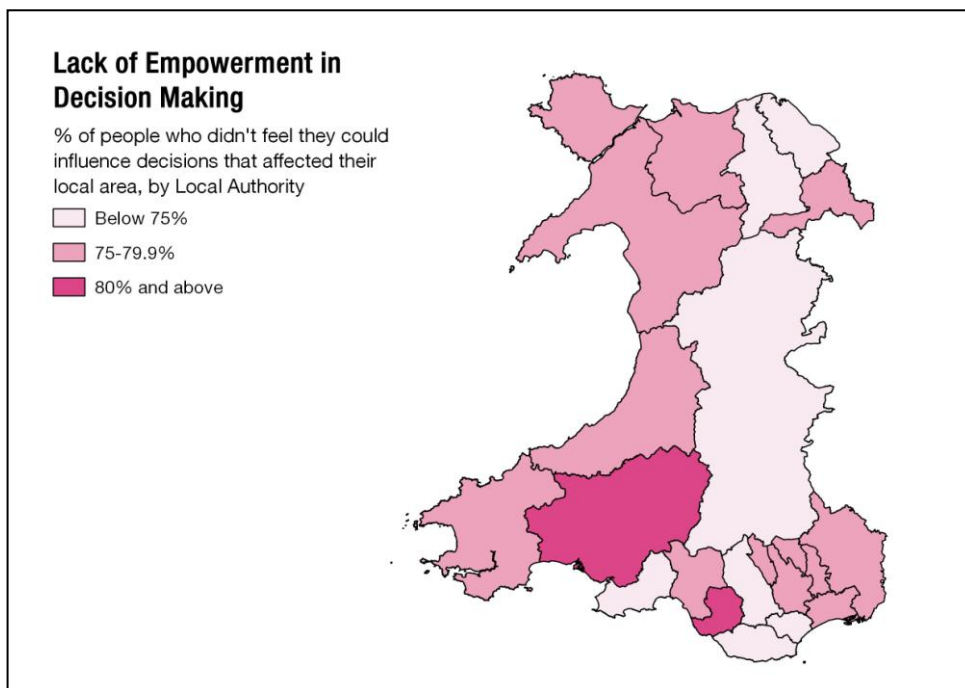 Lack of Empowerment in
Decision Making
% of people who didn't feel they could
influence decisions that affected their
local area, by Local Authority
Below 75%
75-79.9%
80% and above